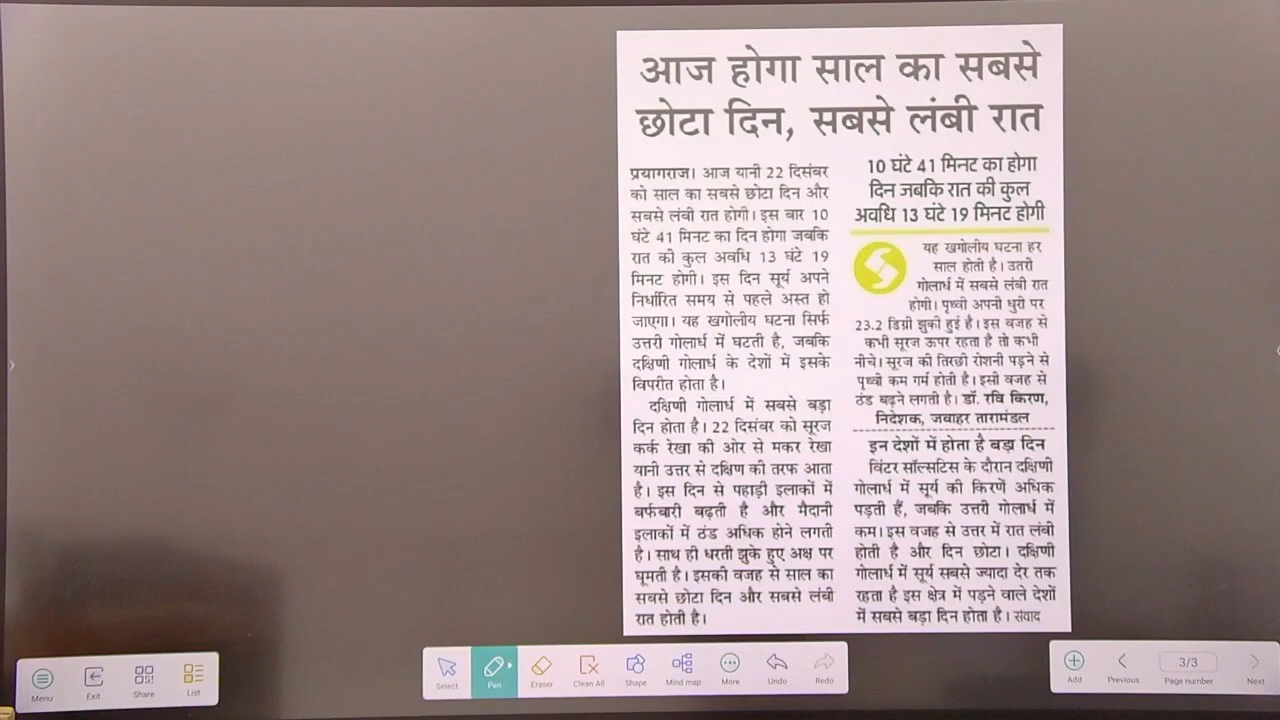 आज होगा साल का सबसे
छोटा दिन, सबसे लंबी रात
प्रयागराज। आज यानी 22 दिसंबर
को साल का सबसे छोटा दिन और
सबसे लंबी रात होगी। इस बार 10
घंटे 41 मिनट का दिन होगा जबकि
रात की कुल अवधि 13 घंटे 19
मिनट होगी। इस दिन सूर्य अपने
निर्धारित समय से पहले अस्त हो
जाएगा। यह खगोलीय घटना सिर्फ
उत्तरी गोलार्ध में घटती है, जबकि
दक्षिणी गोलार्ध के देशों में इसके
विपरीत होता है।
दक्षिणी गोलार्ध में सबसे बड़ा
दिन होता है। 22 दिसंबर को सूरज
कर्क रेखा की ओर से मकर रेखा
यानी उत्तर से दक्षिण की तरफ आता
है। इस दिन से पहाड़ी इलाकों में
बर्फबारी बढ़ती है और मैदानी
इलाकों में ठंड अधिक होने लगती
है। साथ ही धरती झुके हुए अक्ष पर
घूमती है। इसकी वजह से साल का
सबसे छोटा दिन और सबसे लंबी
रात होती है।
10 घंटे 41 मिनट का होगा
दिन जबकि रात की कुल
अवधि 13 घंटे 19 मिनट होगी
यह खगोलीय घटना हर
साल होती है। उतरी
गोलार्ध में सबसे लंबी रात
होगी। पृथ्वी अपनी धुरी पर
23.2 डिग्री झुकी हुई है। इस वजह से
कभी सूरज ऊपर रहता है तो कभी
नीचे। सूरज की तिरछी रोशनी पड़ने से
पृथ्वी कम गर्म होती है। इसी वजह से
ठंड बढ़ने लगती है। डॉ. रवि किरण,
निदेशक, जवाहर तारामंडल
इन देशों में होता है बड़ा दिन
विंटर सॉल्सटिस के दौरान दक्षिणी
गोलार्ध में सूर्य की किरणें अधिक
पड़ती हैं, जबकि उत्तरी गोलार्ध में
कम। इस वजह से उत्तर में रात लंबी
होती है और दिन छोटा। दक्षिणी
गोलार्ध में सूर्य सबसे ज्यादा देर तक
रहता है इस क्षेत्र में पड़ने वाले देशों
में सबसे बड़ा दिन होता है। संवाद
Menu Exit Share List
Select Pen Eraser Clean All Shape Mind map More Undo Redo
Add Previous 3/3 Page number Next